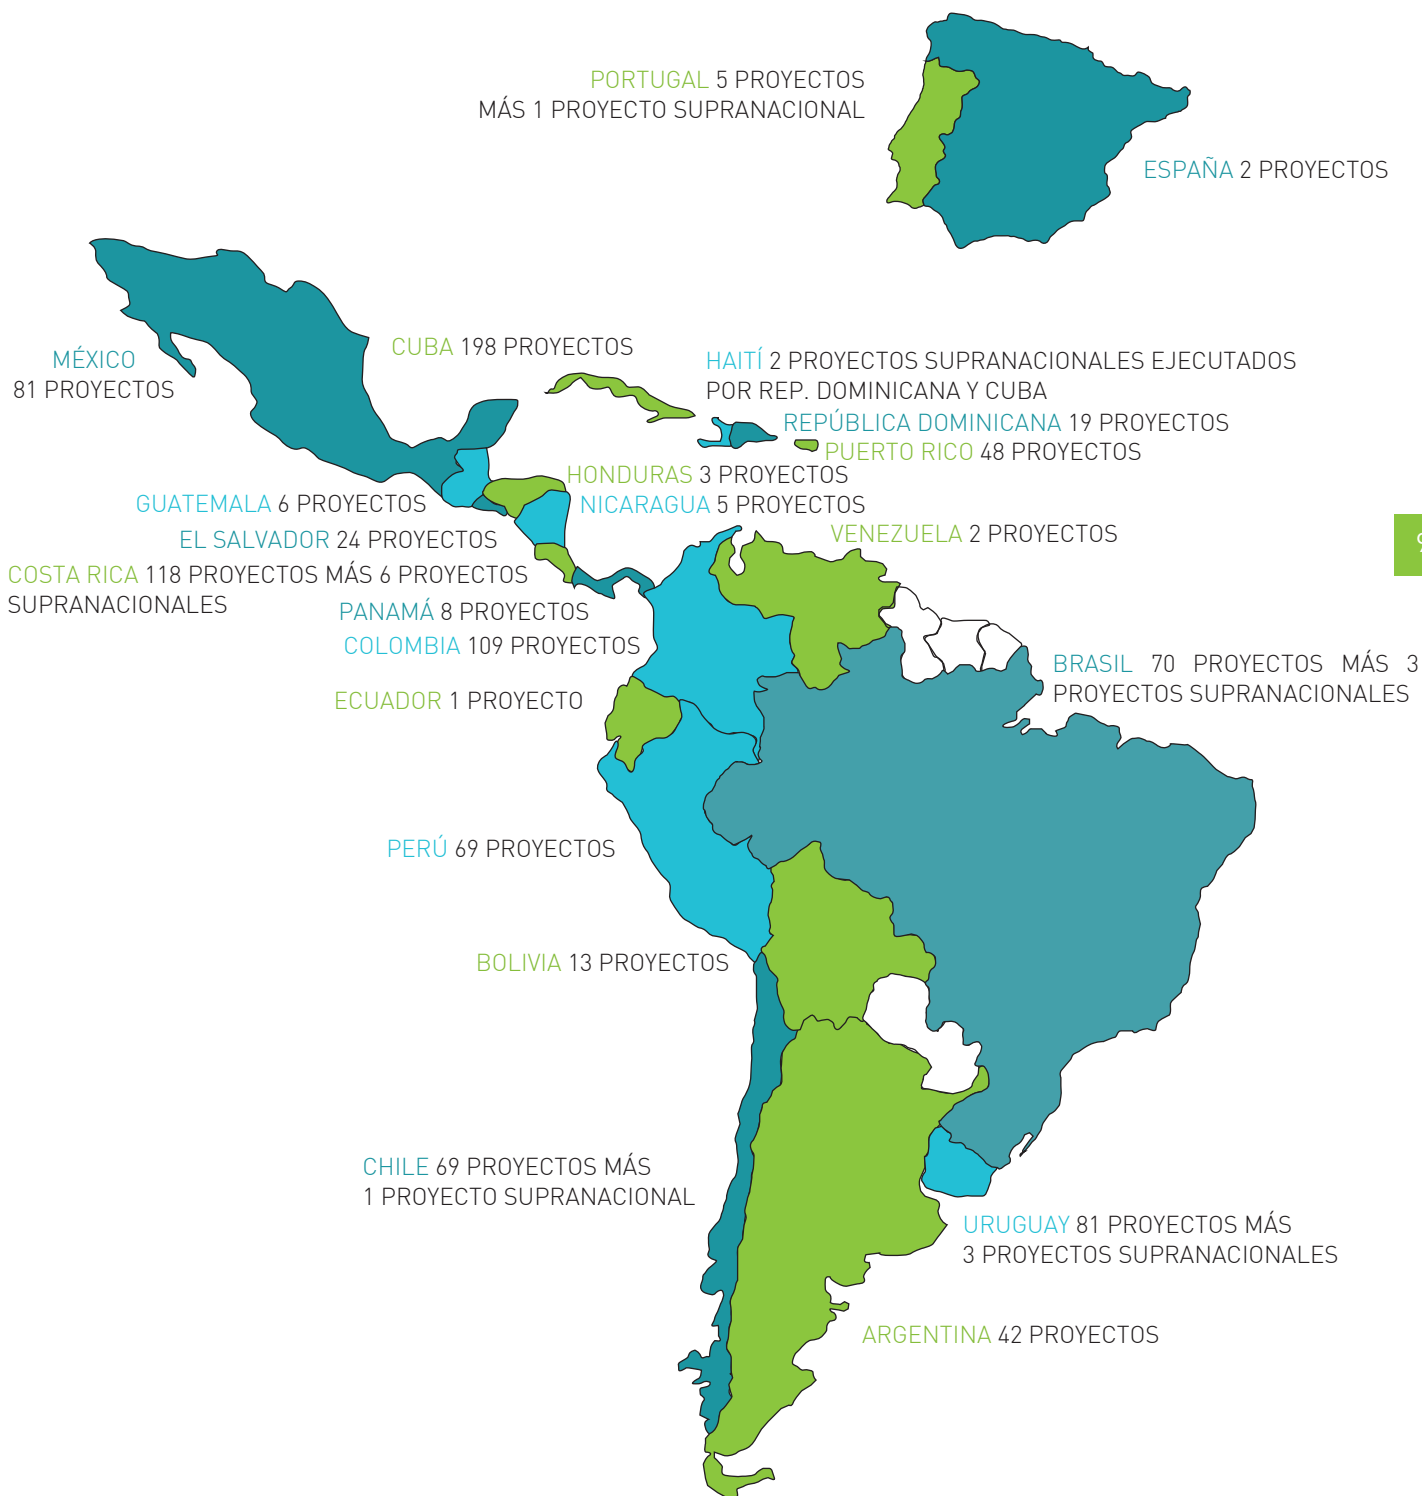 PORTUGAL 5 PROYECTOS
MÁS 1 PROYECTO SUPRANACIONAL
ESPAÑA 2 PROYECTOS
MÉXICO
81 PROYECTOS
CUBA 198 PROYECTOS
HAITÍ 2 PROYECTOS SUPRANACIONALES EJECUTADOS
POR REP. DOMINICANA Y CUBA
REPÚBLICA DOMINICANA 19 PROYECTOS
PUERTO RICO 48 PROYECTOS
HONDURAS 3 PROYECTOS
GUATEMALA 6 PROYECTOS
NICARAGUA 5 PROYECTOS
EL SALVADOR 24 PROYECTOS
VENEZUELA 2 PROYECTOS
9
COSTA RICA 118 PROYECTOS MÁS 6 PROYECTOS
SUPRANACIONALES
PANAMÁ 8 PROYECTOS
COLOMBIA 109 PROYECTOS
BRASIL 70 PROYECTOS MÁS 3
PROYECTOS SUPRANACIONALES
ECUADOR 1 PROYECTO
PERÚ 69 PROYECTOS
BOLIVIA 13 PROYECTOS
CHILE 69 PROYECTOS MÁS
1 PROYECTO SUPRANACIONAL
URUGUAY 81 PROYECTOS MÁS
3 PROYECTOS SUPRANACIONALES
ARGENTINA 42 PROYECTOS